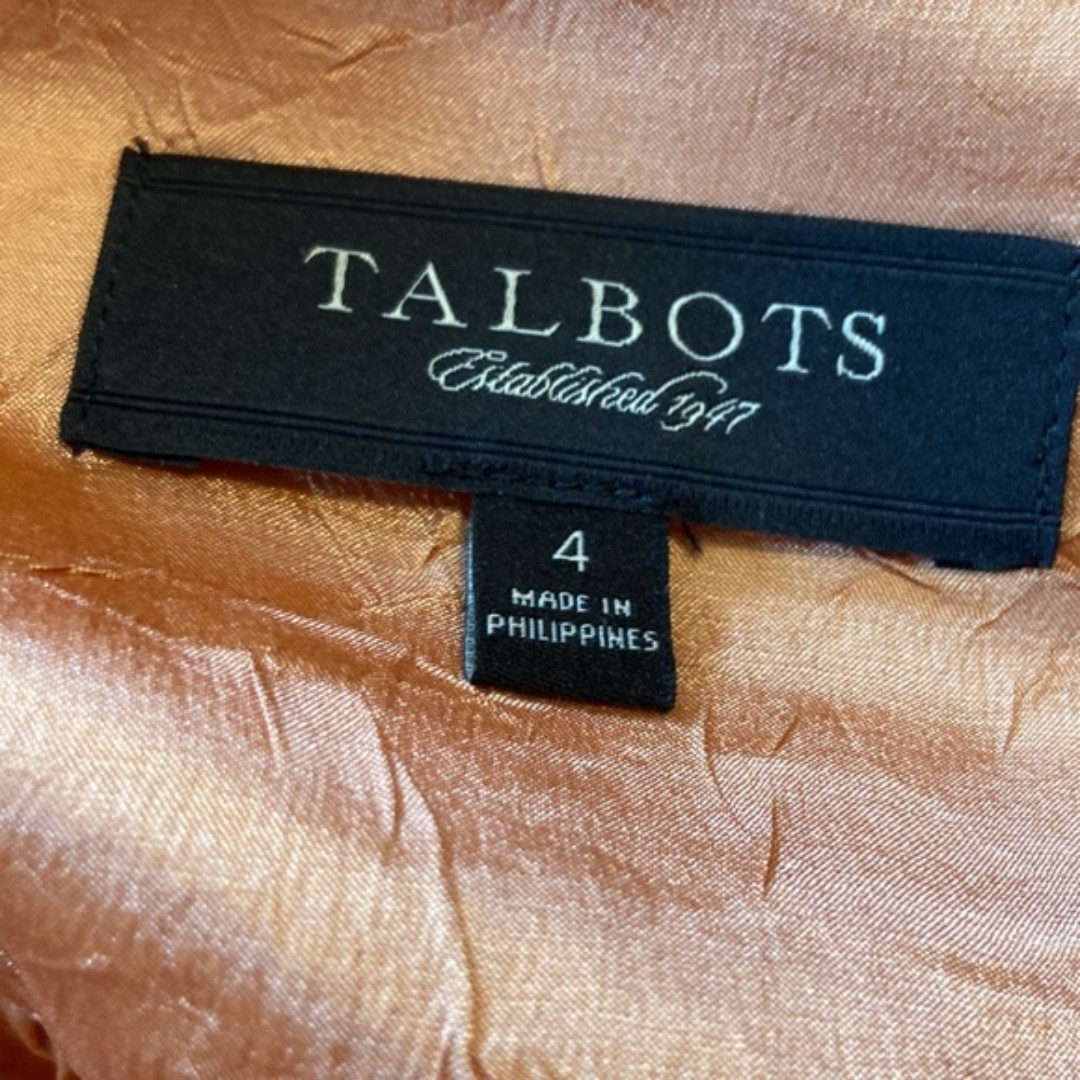 TALBOTS
Established 1947
4
MADE IN
PHILIPPINES